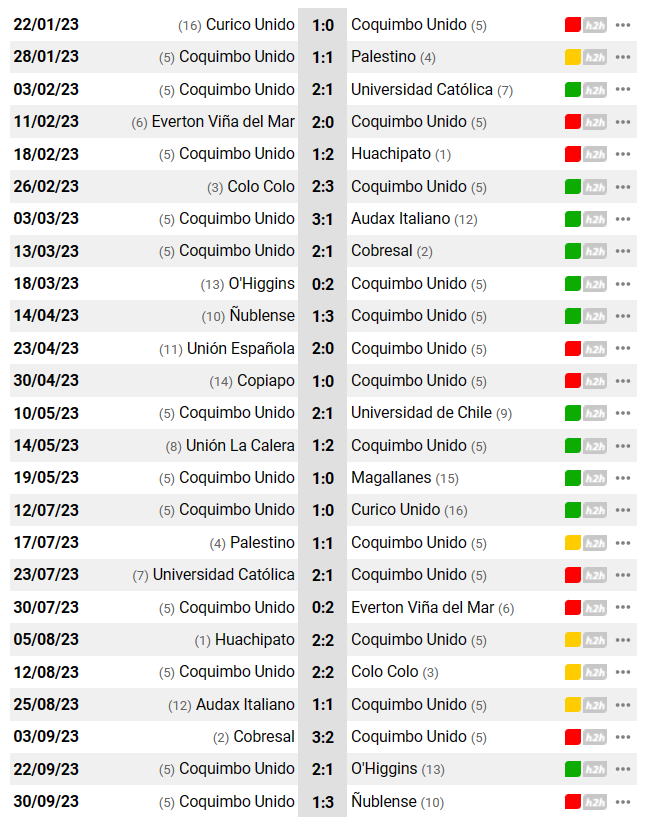 22/01/23 (16) Curico Unido 1:0 Coquimbo Unido (5) h2h
28/01/23 (5) Coquimbo Unido 1:1 Palestino (4) h2h
03/02/23 (5) Coquimbo Unido 2:1 Universidad Católica (7) h2h
11/02/23 (6) Everton Viña del Mar 2:0 Coquimbo Unido (5) h2h
18/02/23 (5) Coquimbo Unido 1:2 Huachipato (1) h2h
26/02/23 (3) Colo Colo 2:3 Coquimbo Unido (5) h2h
03/03/23 (5) Coquimbo Unido 3:1 Audax Italiano (12) h2h
13/03/23 (5) Coquimbo Unido 2:1 Cobresal (2) h2h
18/03/23 (13) O'Higgins 0:2 Coquimbo Unido (5) h2h
14/04/23 (10) Ñublense 1:3 Coquimbo Unido (5) h2h
23/04/23 (11) Unión Española 2:0 Coquimbo Unido (5) h2h
30/04/23 (14) Copiapo 1:0 Coquimbo Unido (5) h2h
10/05/23 (5) Coquimbo Unido 2:1 Universidad de Chile (9) h2h
14/05/23 (8) Unión La Calera 1:2 Coquimbo Unido (5) h2h
19/05/23 (5) Coquimbo Unido 1:0 Magallanes (15) h2h
12/07/23 (5) Coquimbo Unido 1:0 Curico Unido (16) h2h
17/07/23 (4) Palestino 1:1 Coquimbo Unido (5) h2h
23/07/23 (7) Universidad Católica 2:1 Coquimbo Unido (5) h2h
30/07/23 (5) Coquimbo Unido 0:2 Everton Viña del Mar (6) h2h
05/08/23 (1) Huachipato 2:2 Coquimbo Unido (5) h2h
12/08/23 (5) Coquimbo Unido 2:2 Colo Colo (3) h2h
25/08/23 (12) Audax Italiano 1:1 Coquimbo Unido (5) h2h
03/09/23 (2) Cobresal 3:2 Coquimbo Unido (5) h2h
22/09/23 (5) Coquimbo Unido 2:1 O'Higgins (13) h2h
30/09/23 (5) Coquimbo Unido 1:3 Ñublense (10) h2h